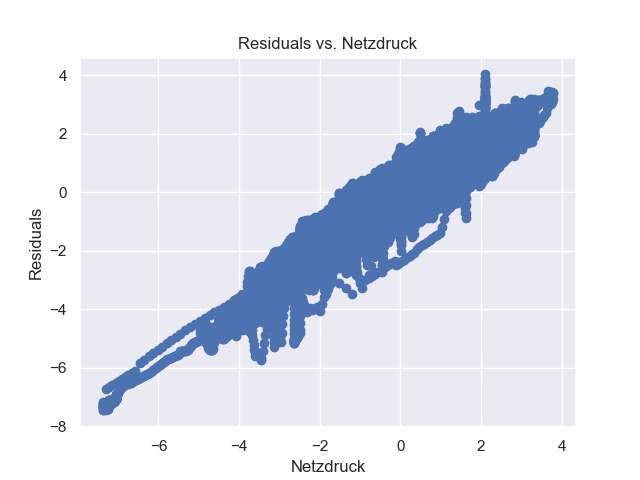 Residuals vs. Netzdruck
4
2
0
−2
−4
−6
−8
Residuals
−6 −4 −2 0 2 4
Netzdruck